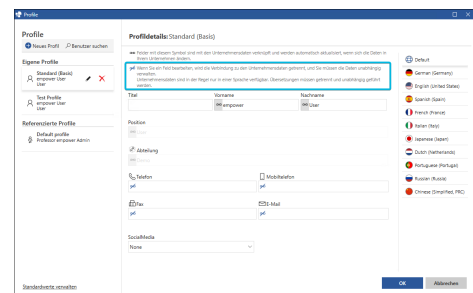 Profile
Profile
Neues Profil
Benutzer suchen
Eigene Profile
Standard (Basis)
empower User
User
Test Profile
empower User
User
Referenzierte Profile
Default profile
Professor empower Admin
Standardwerte verwalten
Profildetails: Standard (Basis)
Felder mit diesem Symbol sind mit den Unternehmensdaten verknüpft und werden automatisch aktualisiert, wenn sich die Daten in
Ihrem Unternehmen ändern.
Wenn Sie ein Feld bearbeiten, wird die Verbindung zu den Unternehmensdaten getrennt und Sie müssen die Daten unabhängig
verwalten.
Unternehmensdaten sind in der Regel nur in einer Sprache verfügbar. Übersetzungen müssen getrennt und unabhängig geführt
werden.
Titel
Vorname
Nachname
empower
User
Position
Abteilung
Telefon
Mobiltelefon
Fax
E-Mail
SocialMedia
None
Default
German (Germany)
English (United States)
Spanish (Spain)
French (France)
Italian (Italy)
Japanese (Japan)
Dutch (Netherlands)
Portuguese (Portugal)
Russian (Russia)
Chinese (Simplified, PRC)
OK
Abbrechen